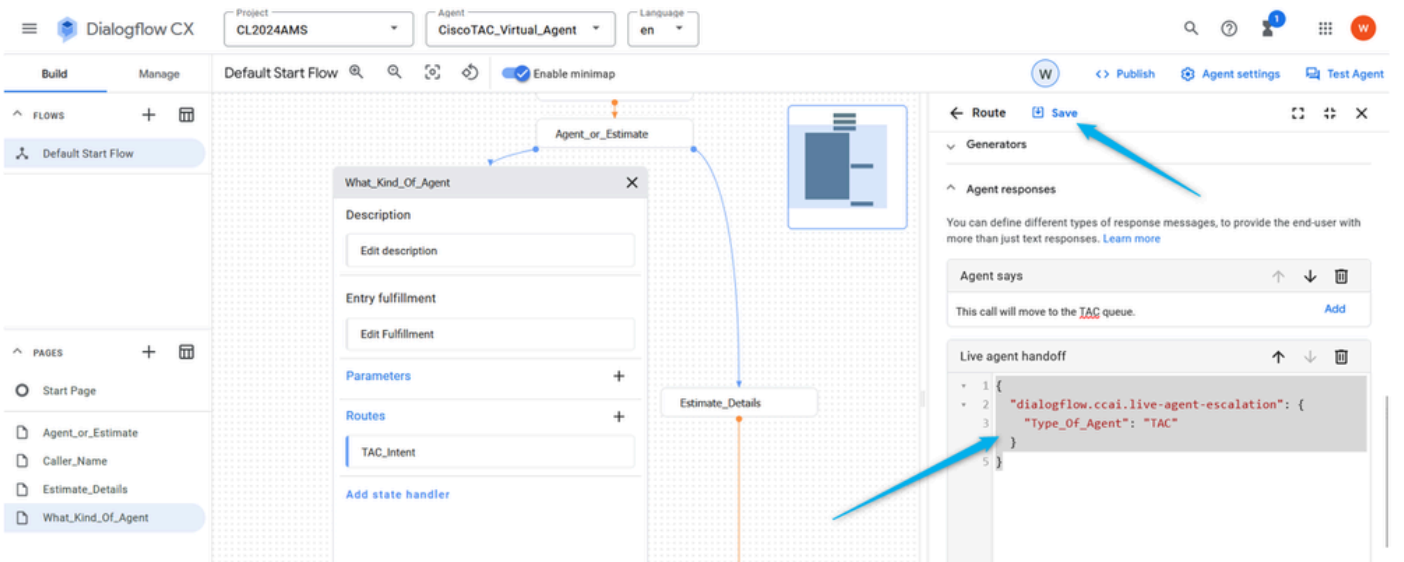 Project
Agent
Language
Dialogflow CX
CL2024AMS
CiscoTAC_Virtual_Agent
en
1
W
Build
Manage
Default Start Flow
Enable minimap
W
<> Publish
Agent settings
Test Agent
FLOWS
Default Start Flow
PAGES
Start Page
Agent_or_Estimate
Caller_Name
Estimate_Details
What_Kind_Of_Agent
Agent_or_Estimate
What_Kind_Of_Agent
Description
Edit description
Entry fulfillment
Edit Fulfillment
Parameters
Routes
TAC_Intent
Add state handler
Estimate_Details
Route
Save
Generators
Agent responses
You can define different types of response messages, to provide the end-user with
more than just text responses. Learn more
Agent says
This call will move to the TAC queue.
Add
Live agent handoff
1 {
2 "dialogflow.ccai.live-agent-escalation": {
3 "Type_Of_Agent": "TAC"
}
5 }